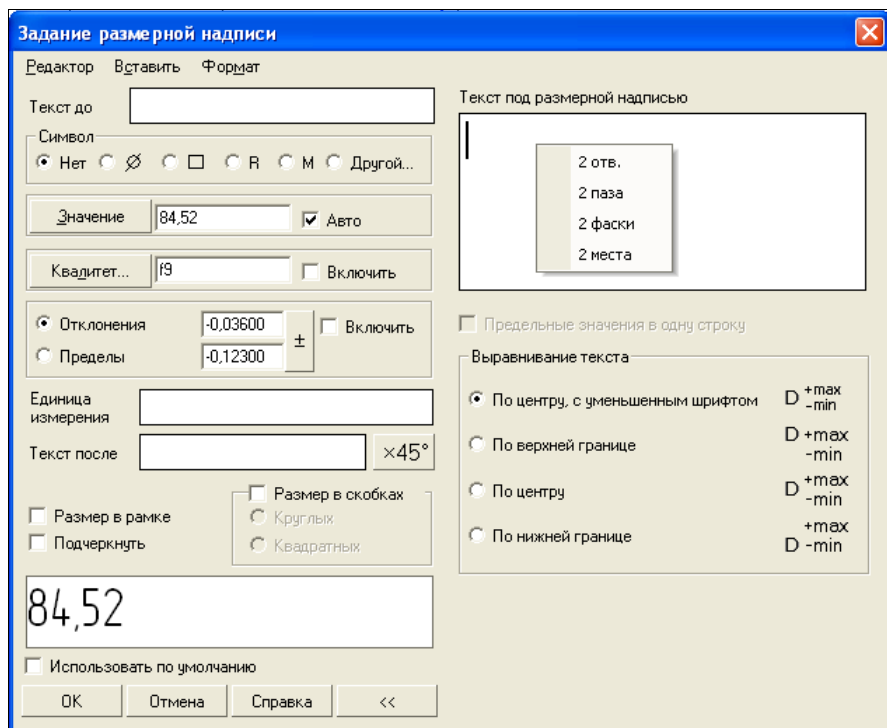 Задание размерной надписи
Редактор Вставить Формат
Текст до
Символ
Нет Ø □ R M Другой...
Значение 84,52 Авто
Квалитет... f9 Включить
Отклонения -0,03600 ± Включить
Пределы -0,12300
Единица
измерения
Текст после ×45°
Размер в скобках
Размер в рамке Круглых
Подчеркнуть Квадратных
84,52
Использовать по умолчанию
OK Отмена Справка <<
Текст под размерной надписью
2 отв.
2 паза
2 фаски
2 места
Предельные значения в одну строку
Выравнивание текста
По центру, с уменьшенным шрифтом D +max
-min
По верхней границе D +max
-min
По центру D +max
-min
По нижней границе +max
D -min